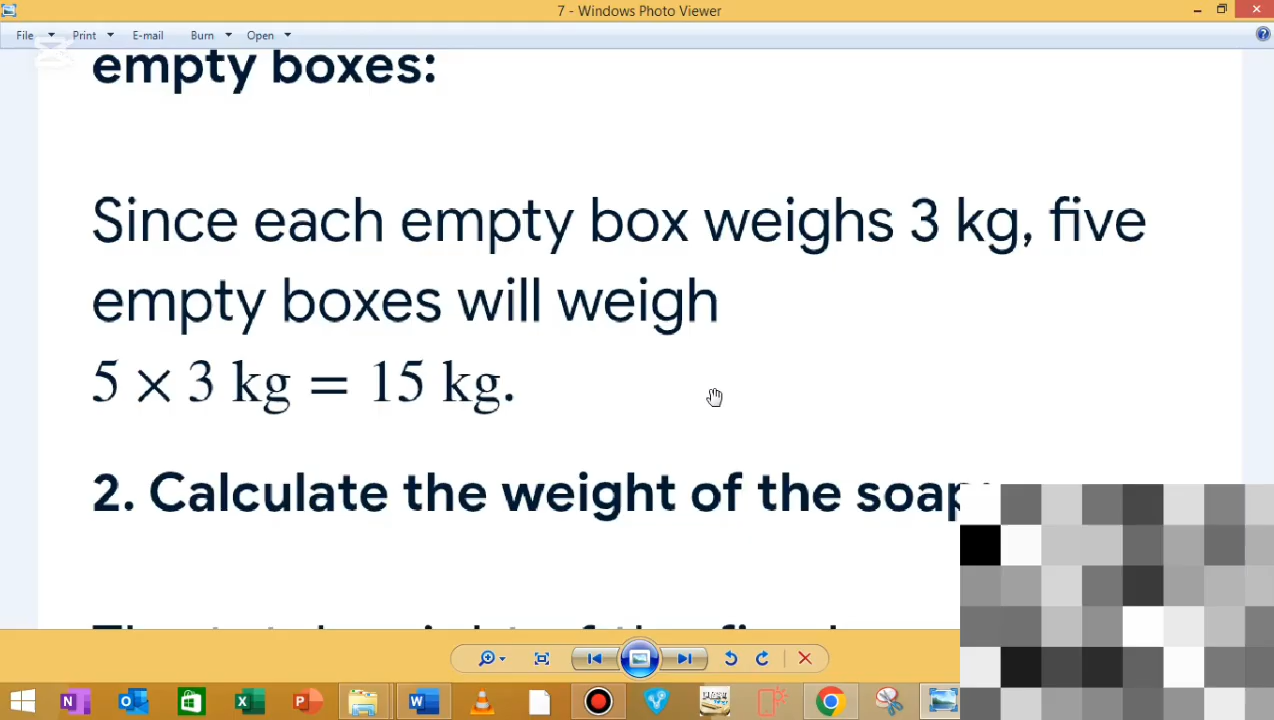 7 - Windows Photo Viewer
File Print E-mail Burn Open
empty boxes:
Since each empty box weighs 3 kg, five
empty boxes will weigh
5 × 3 kg = 15 kg.
2. Calculate the weight of the soap